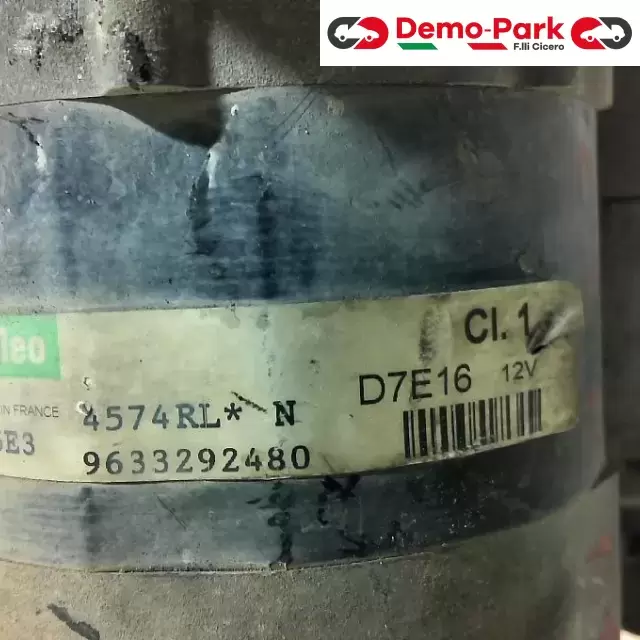 Demo-Park
F.lli Cicero
leo
Cl. 1
D7E16 12V
IN FRANCE
4574RL* N
E3
9633292480